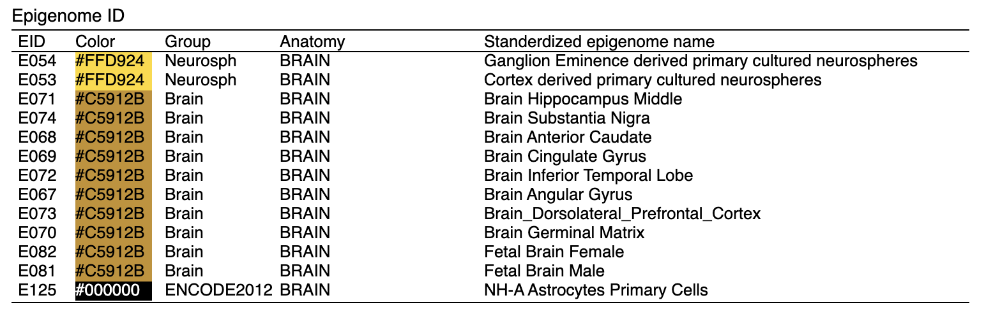 Epigenome ID
EID Color Group Anatomy Standerdized epigenome name
E054 #FFD924 Neurosph BRAIN Ganglion Eminence derived primary cultured neurospheres
E053 #FFD924 Neurosph BRAIN Cortex derived primary cultured neurospheres
E071 #C5912B Brain BRAIN Brain Hippocampus Middle
E074 #C5912B Brain BRAIN Brain Substantia Nigra
E068 #C5912B Brain BRAIN Brain Anterior Caudate
E069 #C5912B Brain BRAIN Brain Cingulate Gyrus
E072 #C5912B Brain BRAIN Brain Inferior Temporal Lobe
E067 #C5912B Brain BRAIN Brain Angular Gyrus
E073 #C5912B Brain BRAIN Brain_Dorsolateral_Prefrontal_Cortex
E070 #C5912B Brain BRAIN Brain Germinal Matrix
E082 #C5912B Brain BRAIN Fetal Brain Female
E081 #C5912B Brain BRAIN Fetal Brain Male
E125 #000000 ENCODE2012 BRAIN NH-A Astrocytes Primary Cells